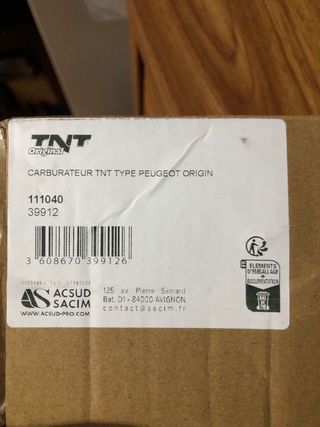 TNT
Original
CARBURATEUR TNT TYPE PEUGEOT ORIGIN
111040
39912
3 608670 399126
ACSUD
SACIM
WWW.ACSUD-PRO.COM
135 av. Pierre Sémard
Bat. D1 - 84000 AVIGNON
contact@sacim.fr
ELEMENTS
D'EMBALLAGE
+
DOCUMENTATION